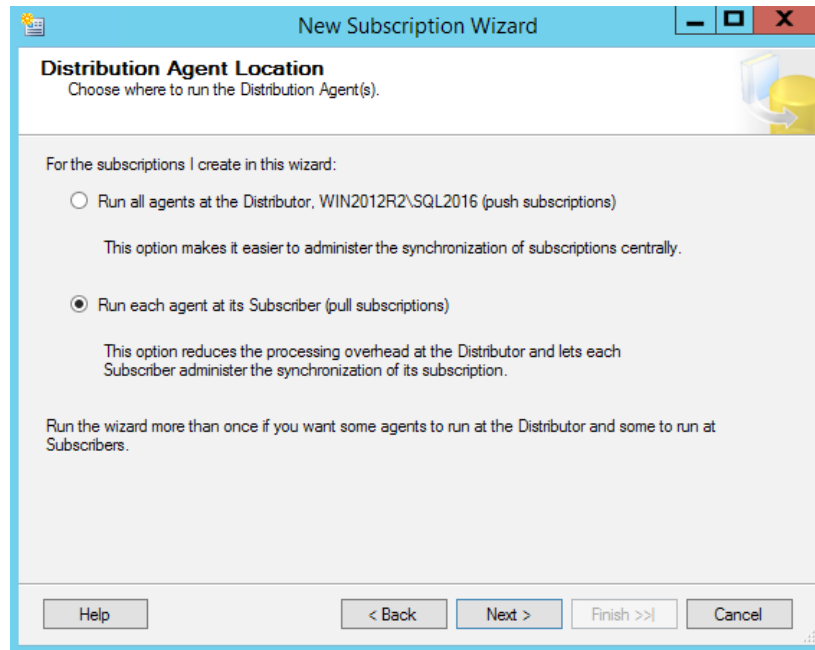 New Subscription Wizard
Distribution Agent Location
Choose where to run the Distribution Agent(s).
For the subscriptions I create in this wizard:
Run all agents at the Distributor, WIN2012R2\SQL2016 (push subscriptions)
This option makes it easier to administer the synchronization of subscriptions centrally.
Run each agent at its Subscriber (pull subscriptions)
This option reduces the processing overhead at the Distributor and lets each
Subscriber administer the synchronization of its subscription.
Run the wizard more than once if you want some agents to run at the Distributor and some to run at
Subscribers.
Help < Back Next > Finish >>| Cancel